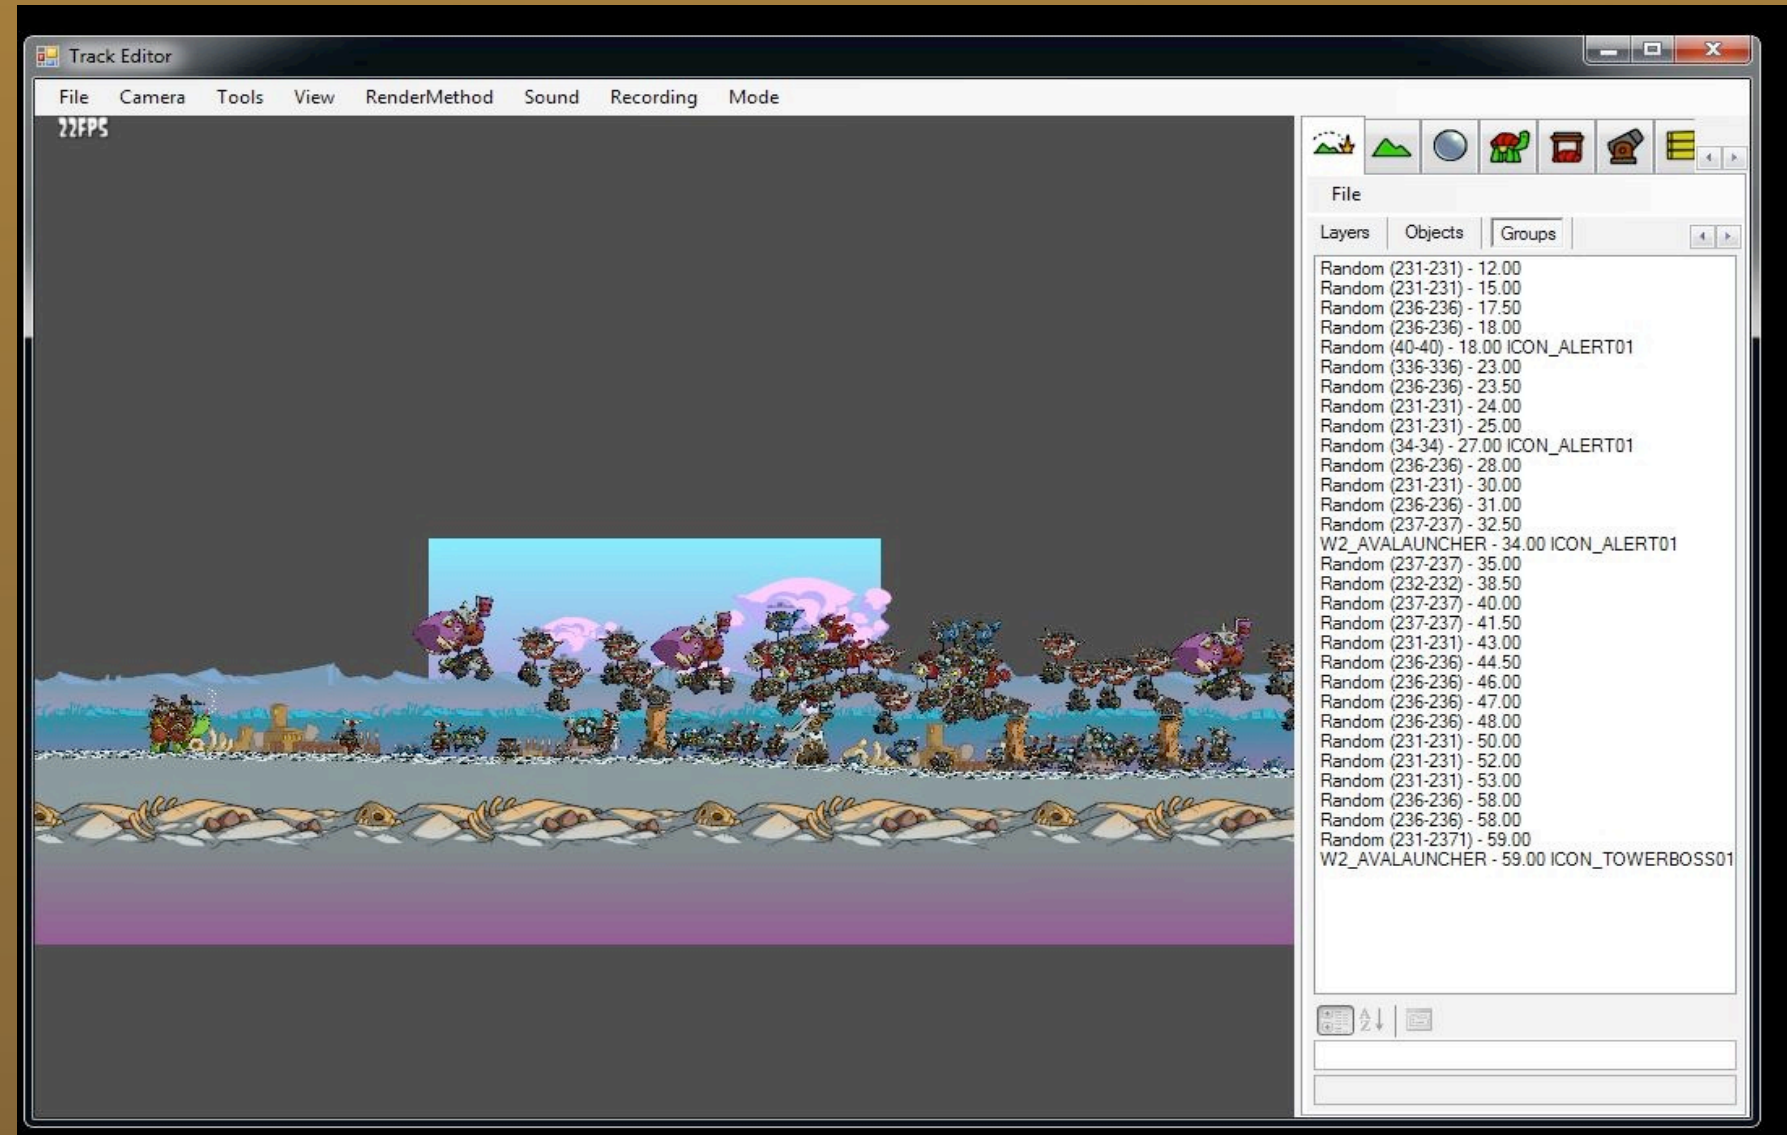 Track Editor
File Camera Tools View RenderMethod Sound Recording Mode
22FPS
File
Layers Objects Groups
Random (231-231) - 12.00
Random (231-231) - 15.00
Random (236-236) - 17.50
Random (236-236) - 18.00
Random (40-40) - 18.00 ICON_ALERT01
Random (336-336) - 23.00
Random (236-236) - 23.50
Random (231-231) - 24.00
Random (231-231) - 25.00
Random (34-34) - 27.00 ICON_ALERT01
Random (236-236) - 28.00
Random (231-231) - 30.00
Random (236-236) - 31.00
Random (237-237) - 32.50
W2_AVALAUNCHER - 34.00 ICON_ALERT01
Random (237-237) - 35.00
Random (232-232) - 38.50
Random (237-237) - 40.00
Random (237-237) - 41.50
Random (231-231) - 43.00
Random (236-236) - 44.50
Random (236-236) - 46.00
Random (236-236) - 47.00
Random (236-236) - 48.00
Random (231-231) - 50.00
Random (231-231) - 52.00
Random (231-231) - 53.00
Random (236-236) - 58.00
Random (236-236) - 58.00
Random (231-2371) - 59.00
W2_AVALAUNCHER - 59.00 ICON_TOWERBOSS01